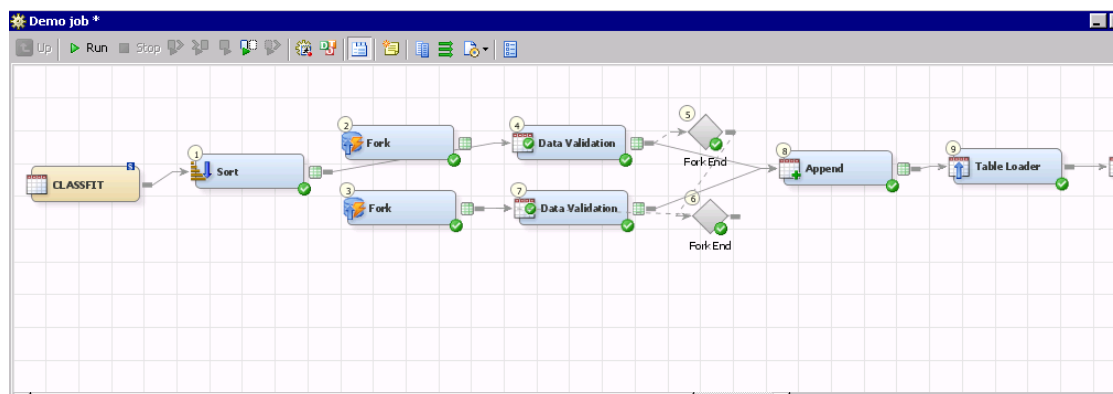 Demo job *
Up Run Stop
2 Fork
4 Data Validation
5 Fork End
CLASSFIT
1 Sort
8 Append
9 Table Loader
3 Fork
7 Data Validation
6 Fork End